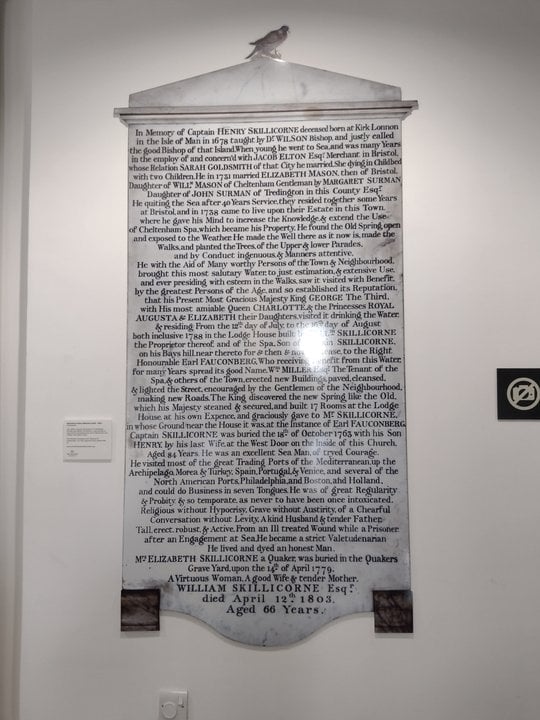 In Memory of Captain HENRY SKILLICORNE deceased born at Kirk Lonnon
in the Isle of Man in 1678 taught by Dr. WILSON Bishop, and justly called
the good Bishop of that Island, When young he went to Sea, and was many Years
in the employ of and concern'd with JACOB ELTON Esqr. Merchant in Bristol,
whose Relation SARAH GOLDSMITH of that City he married, She dying in Childbed
with two Children, He in 1731 married ELIZABETH MASON, then of Bristol,
Daughter of WILLM. MASON of Cheltenham Gentleman by MARGARET SURMAN
Daughter of JOHN SURMAN of Tredington in this County Esqr.
He quiting the Sea after 40 Years Service, they resided together some Years
at Bristol, and in 1738 came to live upon their Estate in this Town.
where he gave his Mind to increase the Knowledge & extend the Use
of Cheltenham Spa, which became his Property, He found the Old Spring open
and exposed to the Weather, He made the Well there as it now is, made the
Walks, and planted the Trees, of the Upper & lower Parades,
and by Conduct ingenuous, & Manners attentive.
He with the Aid of Many worthy Persons of the Town & Neighbourhood,
brought this most salutary Water, to just estimation, & extensive Use,
and ever presiding with esteem in the Walks, saw it visited with Benefit,
by the greatest Persons of the Age, and so established its Reputation,
that his Present Most Gracious Majesty King GEORGE The Third,
with His most amiable Queen CHARLOTTE, & the Princesses ROYAL
AUGUSTA & ELIZABETH their Daughters, visited it drinking the Water
& residing From the 12th day of July, to the day of August
both inclusive 1788 in the Lodge House built SKILLICORNE
the Proprietor thereof, and of the Spa, Son of SKILLICORNE.
on his Bays hill, near thereto for & then & to the Right
Honourable Earl FAUCONBERG, Who receiving Benefit from this Water,
for many Years spread its good Name, Wm. MILLER Esqr. The Tenant of the
Spa, & others of the Town, erected new Buildings, paved, cleansed,
& lighted the Street, encouraged by the Gentlemen of the Neighbourhood,
making new Roads, The King discovered the new Spring like the Old,
which his Majesty steaned & secured, and built 17 Rooms at the Lodge
House, at his own Expence, and graciously gave to Mr. SKILLICORNE,
in whose Ground near the House it was, at the Instance of Earl FAUCONBERG,
Captain SKILLICORNE was buried the 18th of October 1763 with his Son
HENRY, by his last Wife, at the West Door on the Inside of this Church,
Aged 84 Years. He was an excellent Sea Man, of tryed Courage.
He visited most of the great Trading Ports of the Mediterranean, up the
Archipelago, Morea & Turkey, Spain, Portugal, & Venice, and several of the
North American Ports, Philadelphia, and Boston, and Holland,
and could do Business in seven Tongues, He was of great Regularity
& Probity, & so temperate, as never to have been once intoxicated.
Religious without Hypocrisy, Grave without Austerity, of a Chearful
Conversation without Levity, A kind Husband & tender Father,
Tall, erect, robust, & Active, From an Ill treated Wound while a Prisoner
after an Engagement at Sea, He became a strict Valetudenarian
He lived and dyed an honest Man.
Mrs. ELIZABETH SKILLICORNE a Quaker, was buried in the Quakers
Grave Yard, upon the 14th of April 1779.
A Virtuous Woman, A good Wife & tender Mother.
WILLIAM SKILLICORNE Esqr.
died April 12th 1803.
Aged 66 Years.